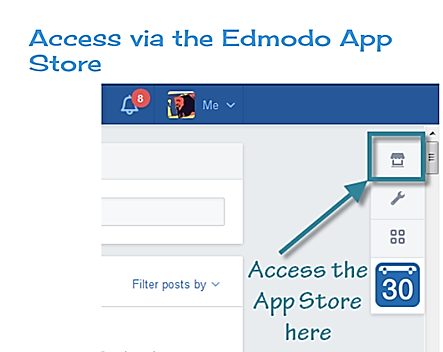 Access via the Edmodo App
Store
8
Me
Filter posts by
30
Access the
App Store
here